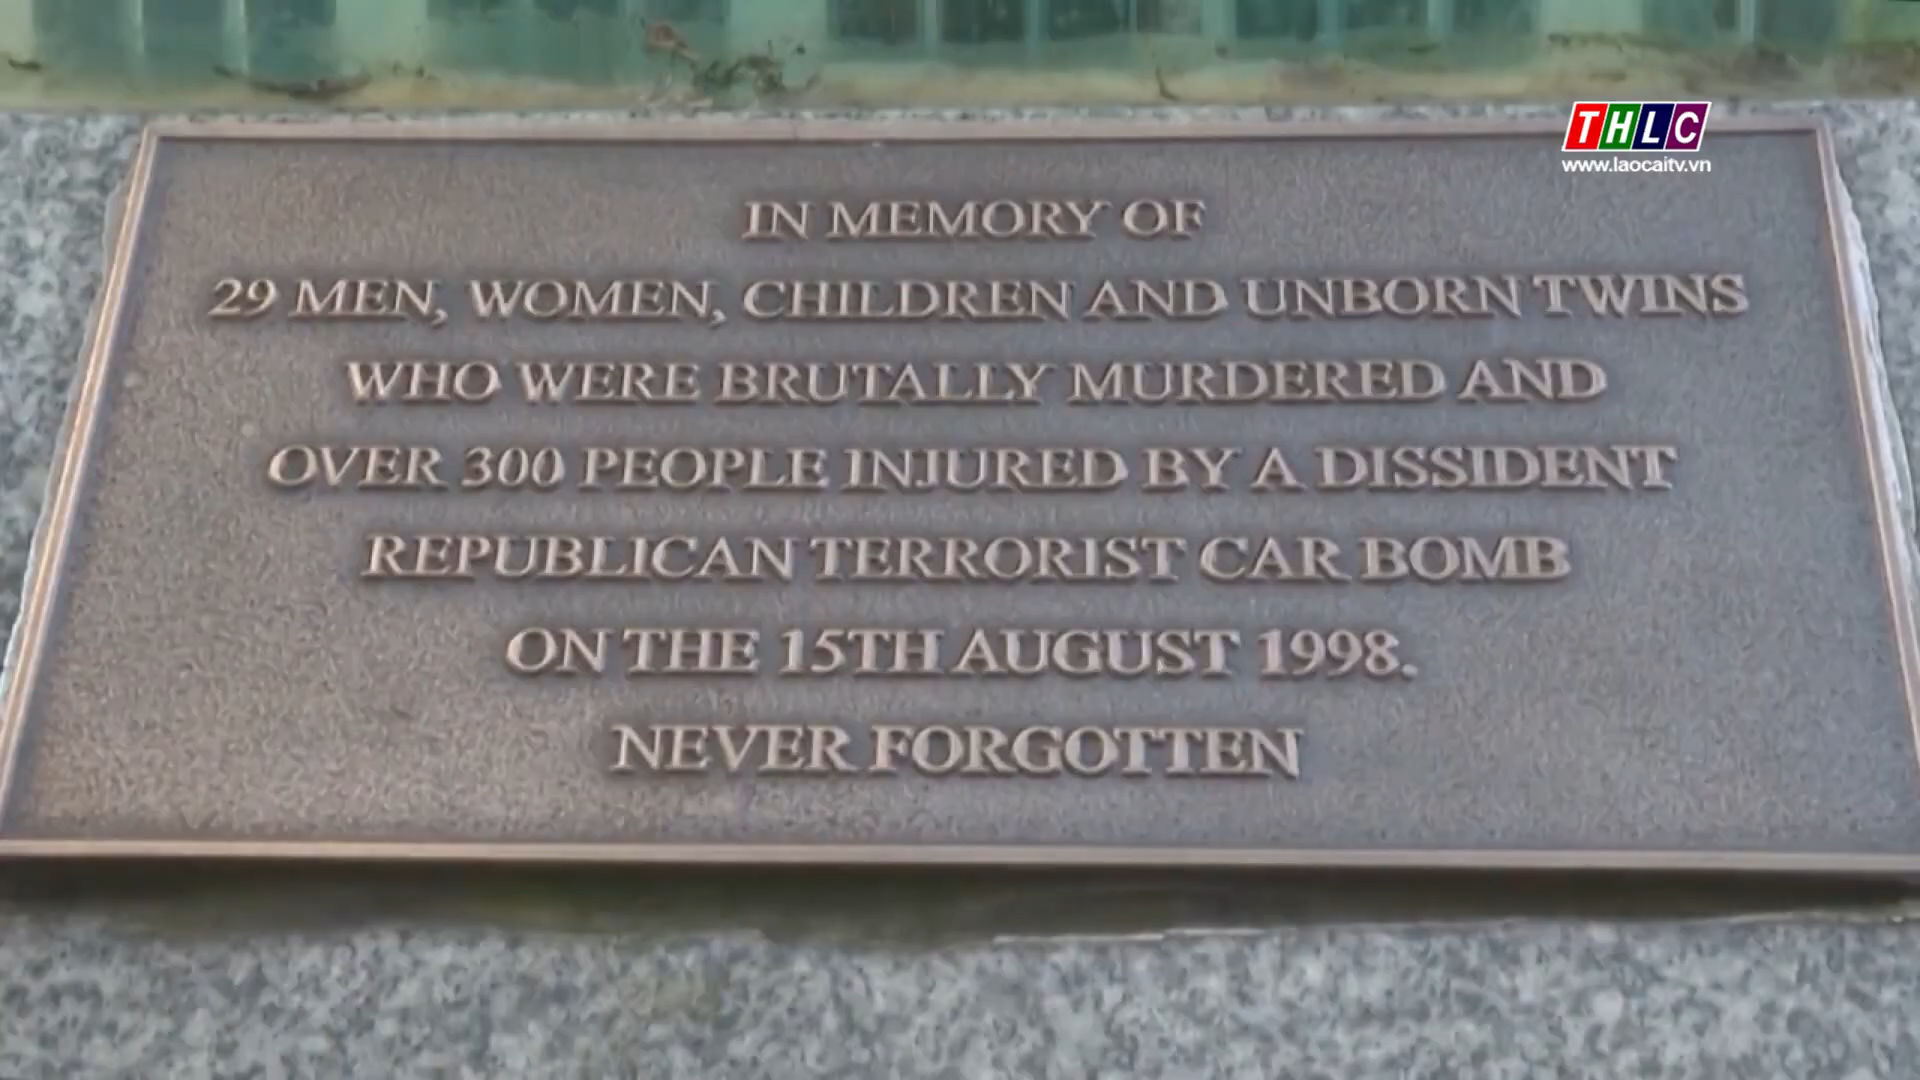 THLC
www.laocaitv.vn
IN MEMORY OF
29 MEN, WOMEN, CHILDREN AND UNBORN TWINS
WHO WERE BRUTALLY MURDERED AND
OVER 300 PEOPLE INJURED BY A DISSIDENT
REPUBLICAN TERRORIST CAR BOMB
ON THE 15TH AUGUST 1998.
NEVER FORGOTTEN